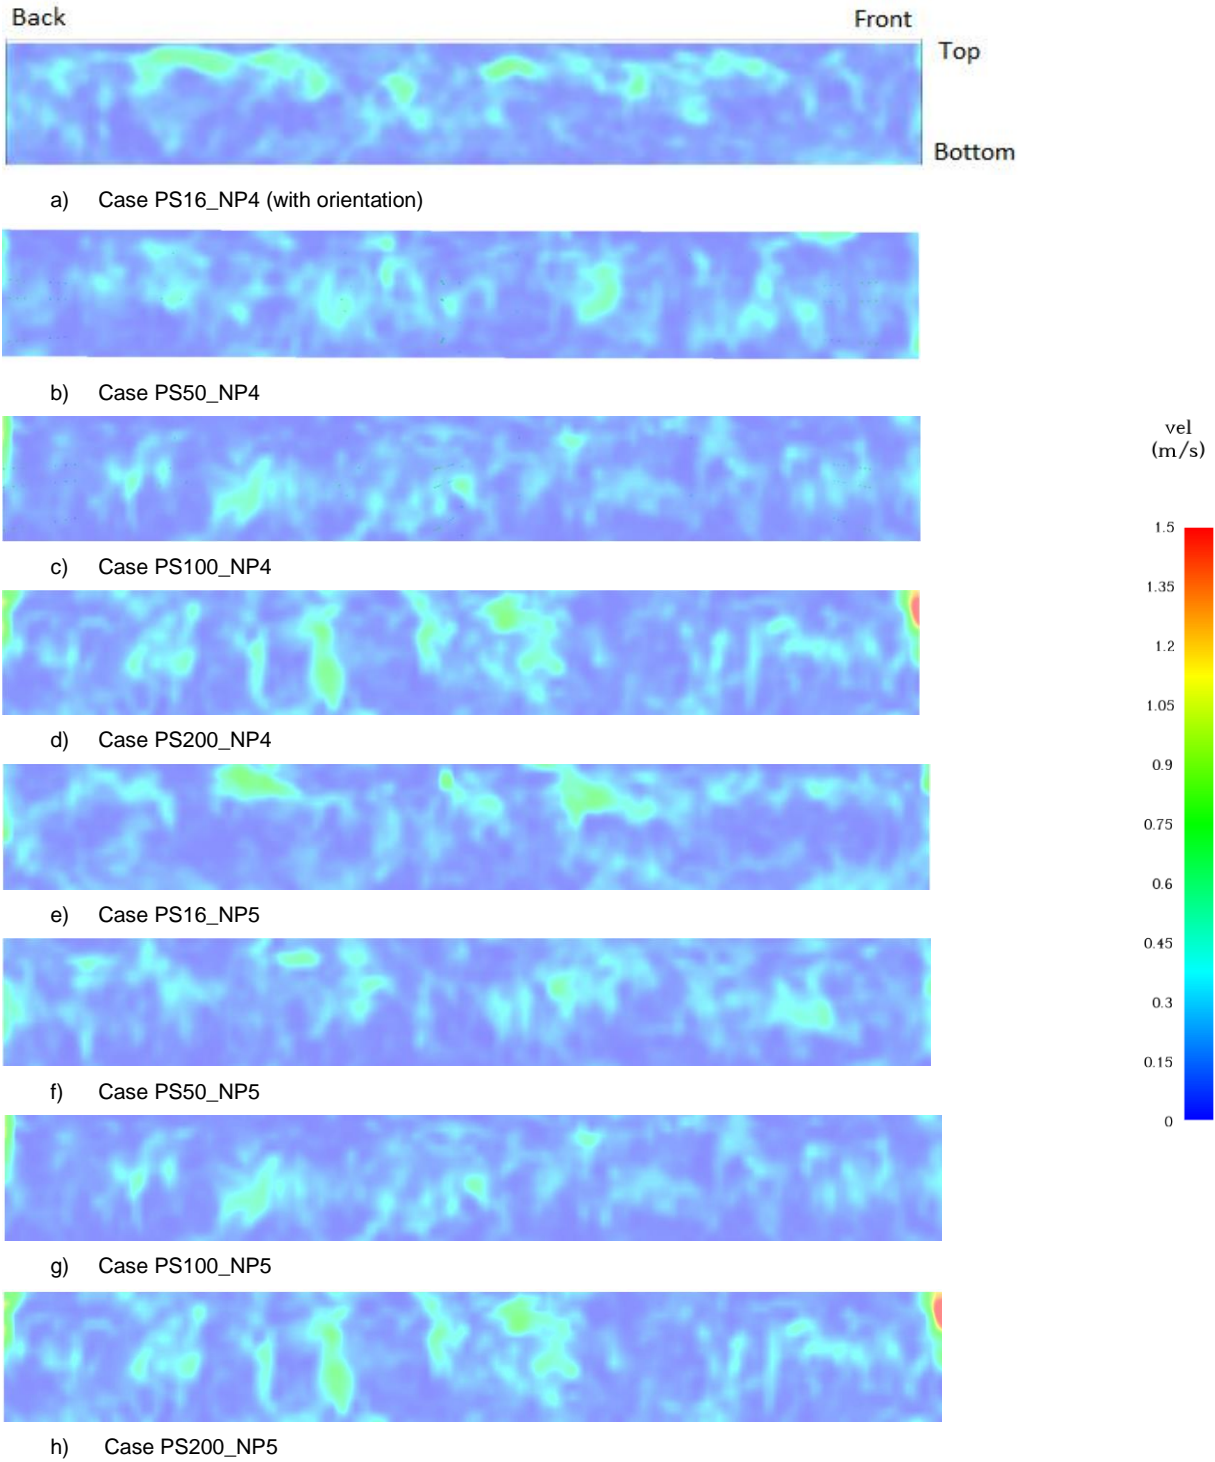 Back Front
Top
Bottom
a) Case PS16_NP4 (with orientation)
b) Case PS50_NP4
c) Case PS100_NP4
d) Case PS200_NP4
e) Case PS16_NP5
f) Case PS50_NP5
g) Case PS100_NP5
h) Case PS200_NP5
vel
(m/s)
1.5
1.35
1.2
1.05
0.9
0.75
0.6
0.45
0.3
0.15
0